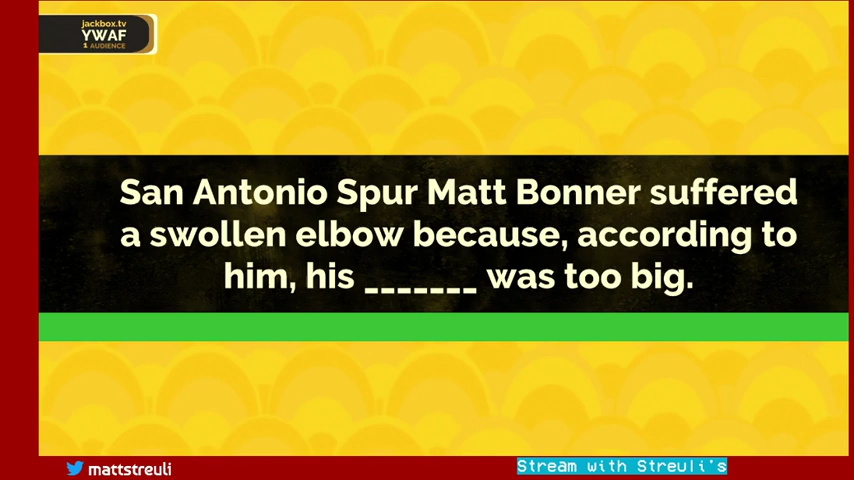 jackbox.tv
YWAF
1 AUDIENCE
San Antonio Spur Matt Bonner suffered
a swollen elbow because, according to
him, his _______ was too big.
mattstreuli
Stream with Streuli's